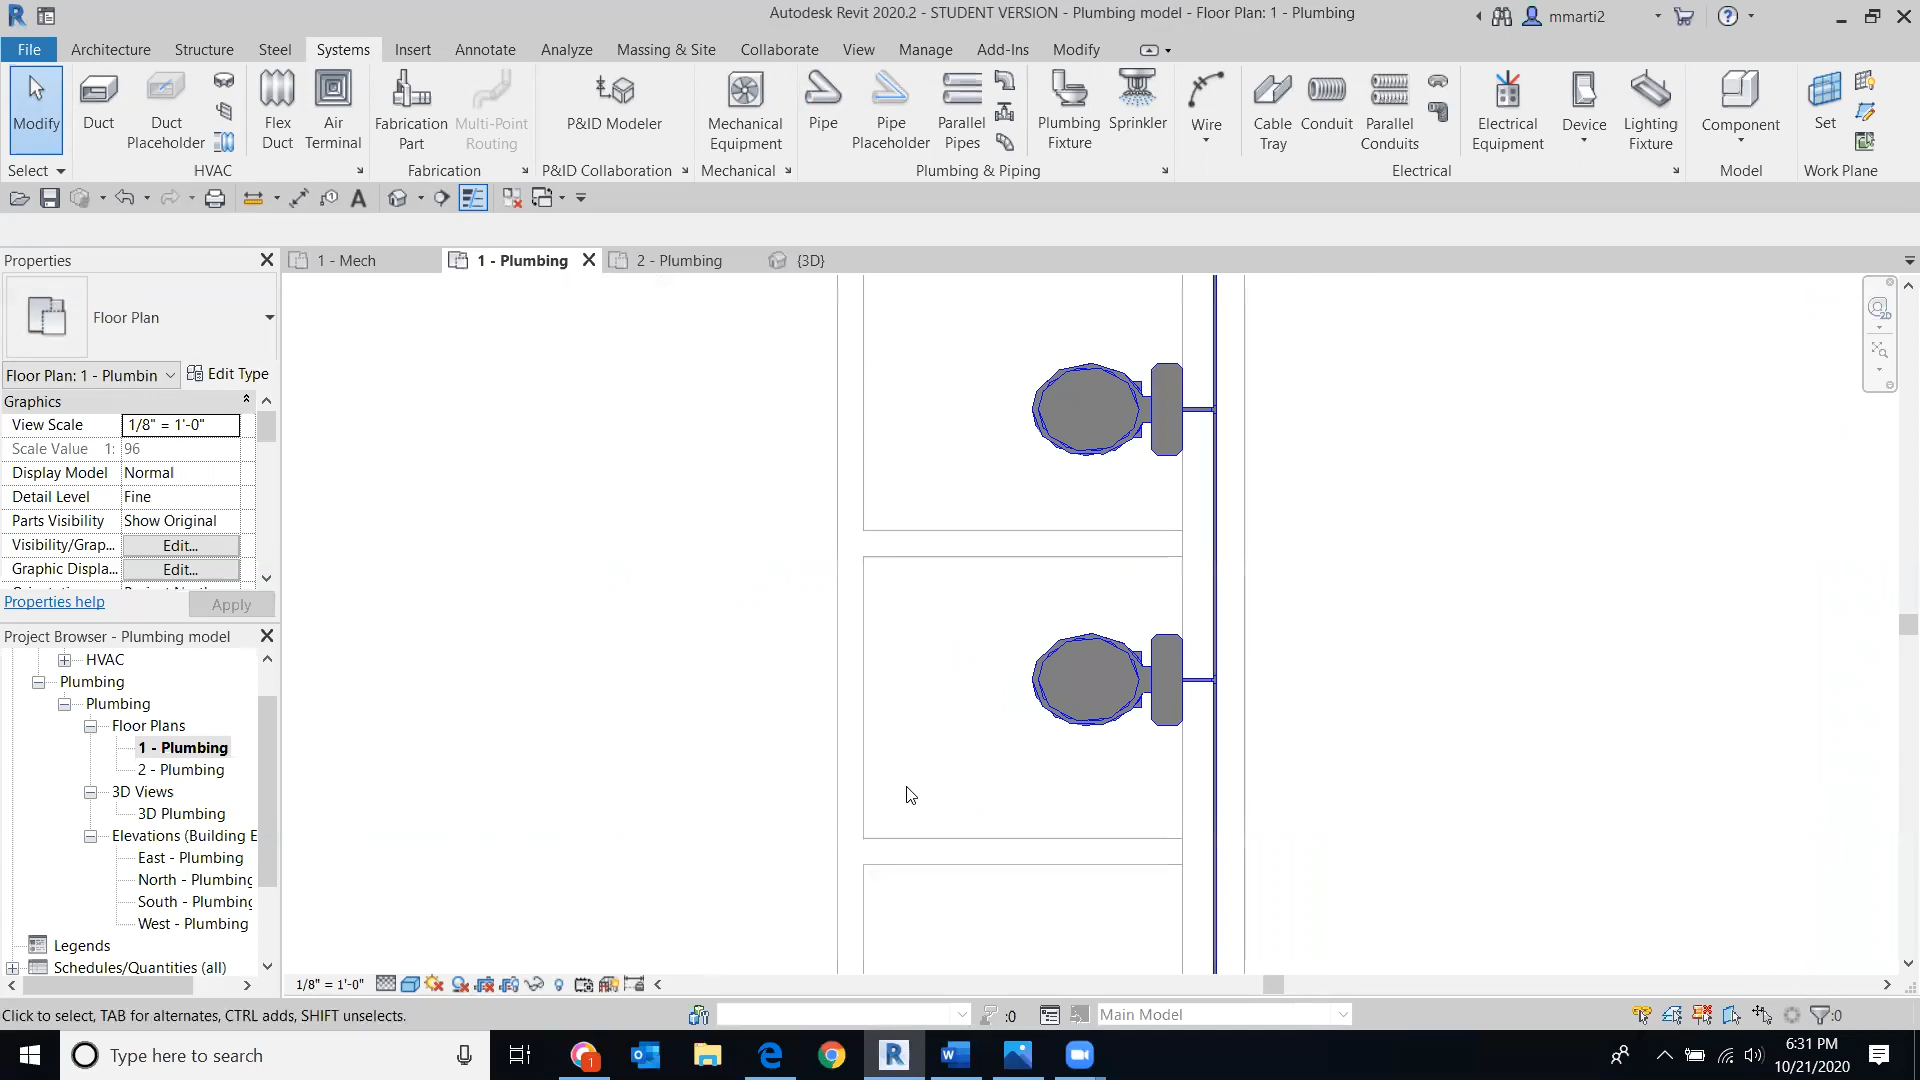 Autodesk Revit 2020.2 - STUDENT VERSION - Plumbing model - Floor Plan: 1 - Plumbing
mmarti2
File Architecture Structure Steel Systems Insert Annotate Analyze Massing & Site Collaborate View Manage Add-Ins Modify
Modify
Duct
Duct
Placeholder
Flex
Duct
Air
Terminal
Fabrication
Part
Multi-Point
Routing
P&ID Modeler
Mechanical
Equipment
Pipe
Pipe
Placeholder
Parallel
Pipes
Plumbing
Fixture
Sprinkler
Wire
Cable
Tray
Conduit
Parallel
Conduits
Electrical
Equipment
Device
Lighting
Fixture
Component
Set
Select HVAC Fabrication P&ID Collaboration Mechanical Plumbing & Piping Electrical Model Work Plane
Properties
1 - Mech 1 - Plumbing 2 - Plumbing {3D}
Floor Plan
Floor Plan: 1 - Plumbin Edit Type
Graphics
View Scale 1/8" = 1'-0"
Scale Value 1: 96
Display Model Normal
Detail Level Fine
Parts Visibility Show Original
Visibility/Grap... Edit...
Graphic Displa... Edit...
Properties help Apply
Project Browser - Plumbing model
HVAC
Plumbing
Plumbing
Floor Plans
1 - Plumbing
2 - Plumbing
3D Views
3D Plumbing
Elevations (Building E
East - Plumbing
North - Plumbing
South - Plumbing
West - Plumbing
Legends
Schedules/Quantities (all)
2D
1/8" = 1'-0"
Click to select, TAB for alternates, CTRL adds, SHIFT unselects.
:0
Main Model
:0
Type here to search
1
6:31 PM
10/21/2020